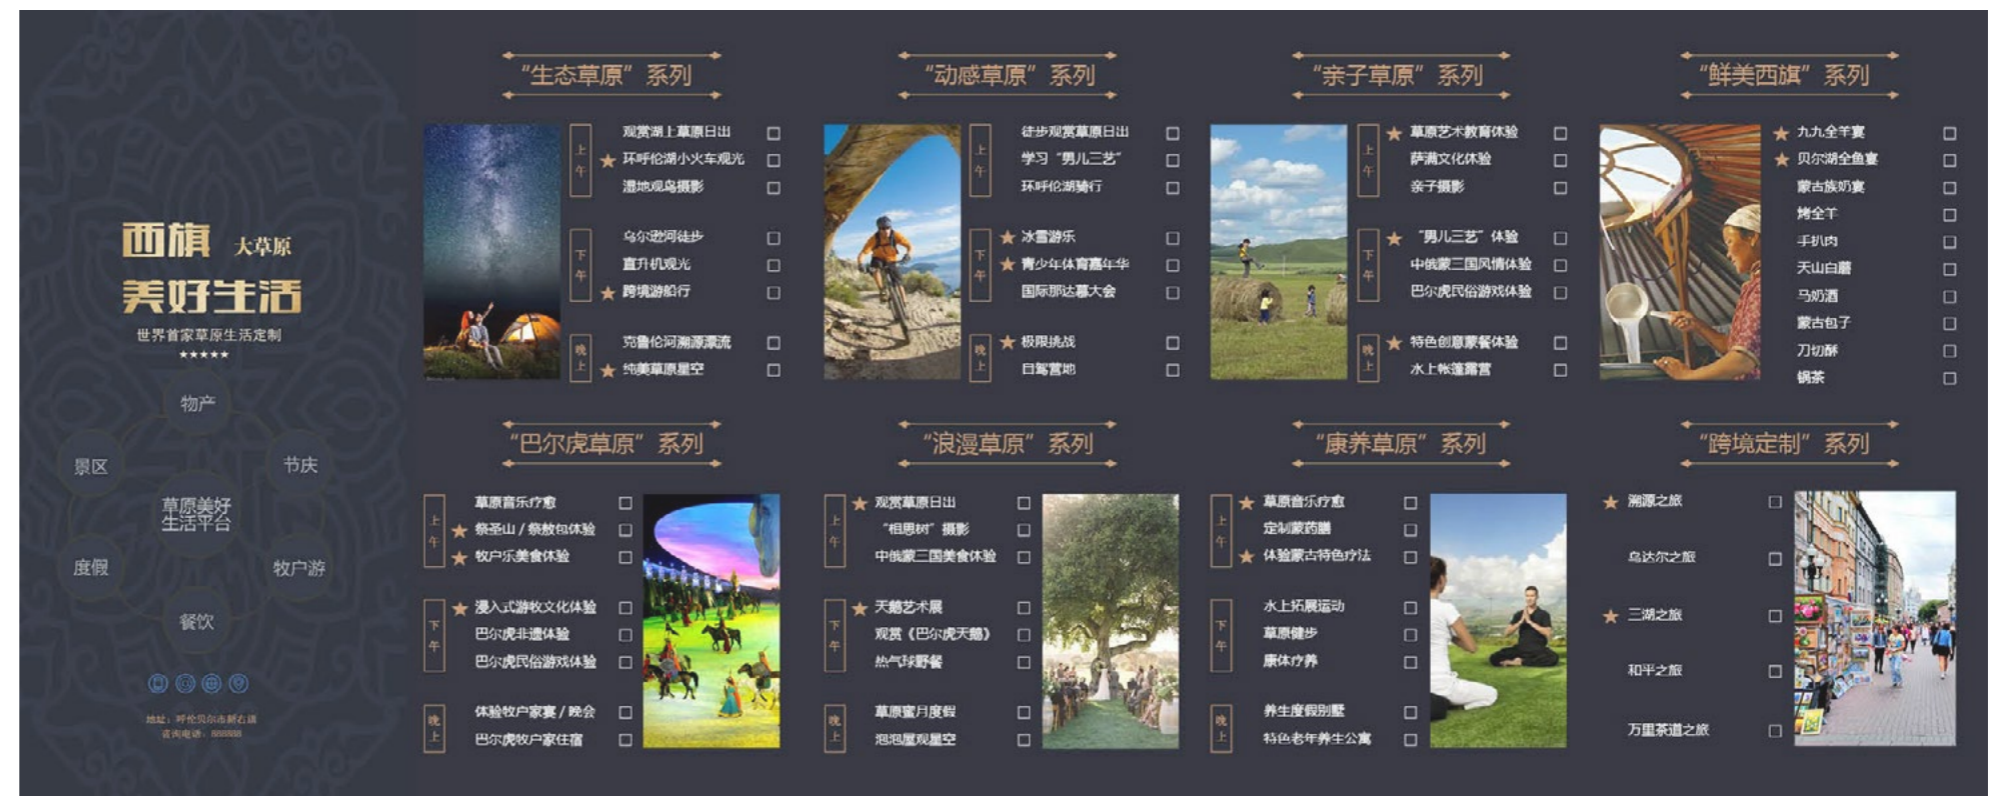 西旗 大草原
美好生活
世界首家草原生活定制
★★★★★
物产
景区
节庆
草原美好
生活平台
度假
牧户游
餐饮
地址：呼伦贝尔市新右旗
咨询电话：888888
“生态草原”系列
上午
观赏湖上草原日出 □
★ 环呼伦湖小火车观光 □
湿地观鸟摄影 □
下午
乌尔逊河徒步 □
直升机观光 □
★ 跨境游船行 □
晚上
克鲁伦河溯源漂流 □
★ 纯美草原星空 □
“动感草原”系列
上午
徒步观赏草原日出 □
学习“男儿三艺” □
环呼伦湖骑行 □
下午
★ 冰雪游乐 □
★ 青少年体育嘉年华 □
国际那达慕大会 □
晚上
★ 极限挑战 □
自驾营地 □
“亲子草原”系列
上午
★ 草原艺术教育体验 □
萨满文化体验 □
亲子摄影 □
下午
★ “男儿三艺”体验 □
中俄蒙三国风情体验 □
巴尔虎民俗游戏体验 □
晚上
★ 特色创意蒙餐体验 □
水上帐篷露营 □
“鲜美西旗”系列
★ 九九全羊宴 □
★ 贝尔湖全鱼宴 □
蒙古族奶宴 □
烤全羊 □
手扒肉 □
天山白蘑 □
马奶酒 □
蒙古包子 □
刀切酥 □
锅茶 □
“巴尔虎草原”系列
上午
草原音乐疗愈 □
★ 祭圣山 / 祭敖包体验 □
★ 牧户乐美食体验 □
下午
★ 浸入式游牧文化体验 □
巴尔虎非遗体验 □
巴尔虎民俗游戏体验 □
晚上
体验牧户家宴 / 晚会 □
巴尔虎牧户家住宿 □
“浪漫草原”系列
上午
★ 观赏草原日出 □
“相思树”摄影 □
中俄蒙三国美食体验 □
下午
★ 天鹅艺术展 □
观赏《巴尔虎天鹅》 □
热气球野餐 □
晚上
草原蜜月度假 □
泡泡屋观星空 □
“康养草原”系列
上午
★ 草原音乐疗愈 □
定制蒙药膳 □
★ 体验蒙古特色疗法 □
下午
水上拓展运动 □
草原健步 □
康体疗养 □
晚上
养生度假别墅 □
特色老年养生公寓 □
“跨境定制”系列
★ 溯源之旅 □
乌达尔之旅 □
★ 三湖之旅 □
和平之旅 □
万里茶道之旅 □